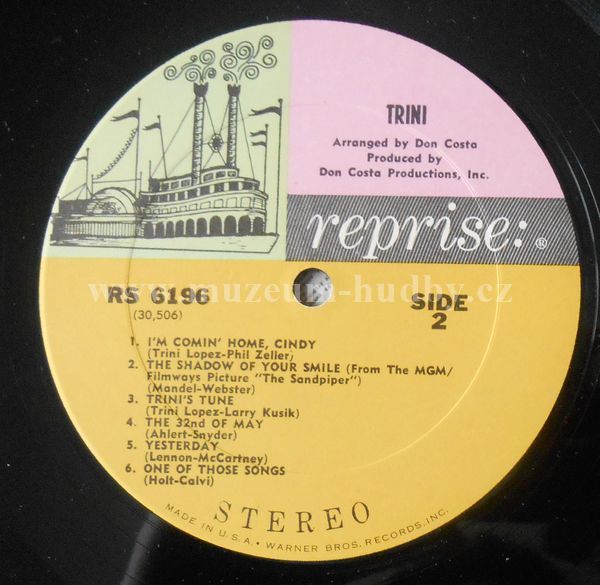 TRINI
Arranged by Don Costa
Produced by
Don Costa Productions, Inc.
reprise: ®
www.muzeum-hudby.cz
RS 6196
(30,506)
SIDE
2
1. I'M COMIN' HOME, CINDY
(Trini Lopez-Phil Zeller)
2. THE SHADOW OF YOUR SMILE (From The MGM/
Filmways Picture "The Sandpiper")
(Mandel-Webster)
3. TRINI'S TUNE
(Trini Lopez-Larry Kusik)
4. THE 32nd OF MAY
(Ahlert-Snyder)
5. YESTERDAY
(Lennon-McCartney)
6. ONE OF THOSE SONGS
(Holt-Calvi)
STEREO
MADE IN U.S.A. • WARNER BROS. RECORDS, INC.